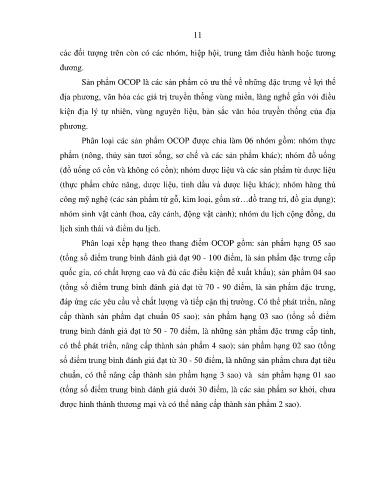 11
các đối tượng trên còn có các nhóm, hiệp hội, trung tâm điều hành hoặc tương
đương.
Sản phẩm OCOP là các sản phẩm có ưu thế về những đặc trưng về lợi thế
địa phương, văn hóa các giá trị truyền thống vùng miền, làng nghề gắn với điều
kiện địa lý tự nhiên, vùng nguyên liệu, bản sắc văn hóa truyền thống của địa
phương.
Phân loại các sản phẩm OCOP được chia làm 06 nhóm gồm: nhóm thực
phẩm (nông, thủy sản tươi sống, sơ chế và các sản phẩm khác); nhóm đồ uống
(đồ uống có cồn và không có cồn); nhóm dược liệu và các sản phẩm từ dược liệu
(thực phẩm chức năng, dược liệu, tinh dầu và dược liệu khác); nhóm hàng thủ
công mỹ nghệ (các sản phẩm từ gỗ, kim loại, gốm sứ…đồ trang trí, đồ gia dụng);
nhóm sinh vật cảnh (hoa, cây cảnh, động vật cảnh); nhóm du lịch cộng đồng, du
lịch sinh thái và điểm du lịch.
Phân loại xếp hạng theo thang điểm OCOP gồm: sản phẩm hạng 05 sao
(tổng số điểm trung bình đánh giá đạt 90 - 100 điểm, là sản phẩm đặc trưng cấp
quốc gia, có chất lượng cao và đủ các điều kiện để xuất khẩu); sản phẩm 04 sao
(tổng số điểm trung bình đánh giá đạt từ 70 - 90 điểm, là sản phẩm đặc trưng,
đáp ứng các yêu cầu về chất lượng và tiếp cận thị trường. Có thể phát triển, nâng
cấp thành sản phẩm đạt chuẩn 05 sao); sản phẩm hạng 03 sao (tổng số điểm
trung bình đánh giá đạt từ 50 - 70 điểm, là những sản phẩm đặc trưng cấp tỉnh,
có thể phát triển, nâng cấp thành sản phẩm 4 sao); sản phẩm hạng 02 sao (tổng
số điểm trung bình đánh giá đạt từ 30 - 50 điểm, là những sản phẩm chưa đạt tiêu
chuẩn, có thể nâng cấp thành sản phẩm hạng 3 sao) và sản phẩm hạng 01 sao
(tổng số điểm trung bình đánh giá dưới 30 điểm, là các sản phẩm sơ khởi, chưa
được hình thành thương mại và có thể nâng cấp thành sản phẩm 2 sao).